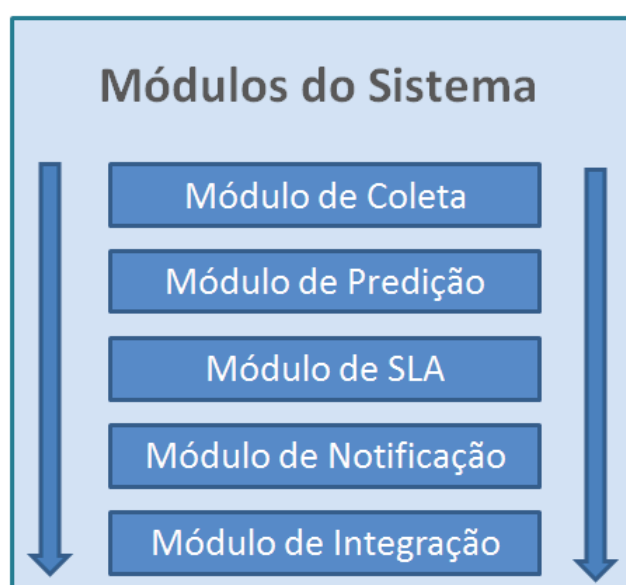 Módulos do Sistema
Módulo de Coleta
Módulo de Predição
Módulo de SLA
Módulo de Notificação
Módulo de Integração